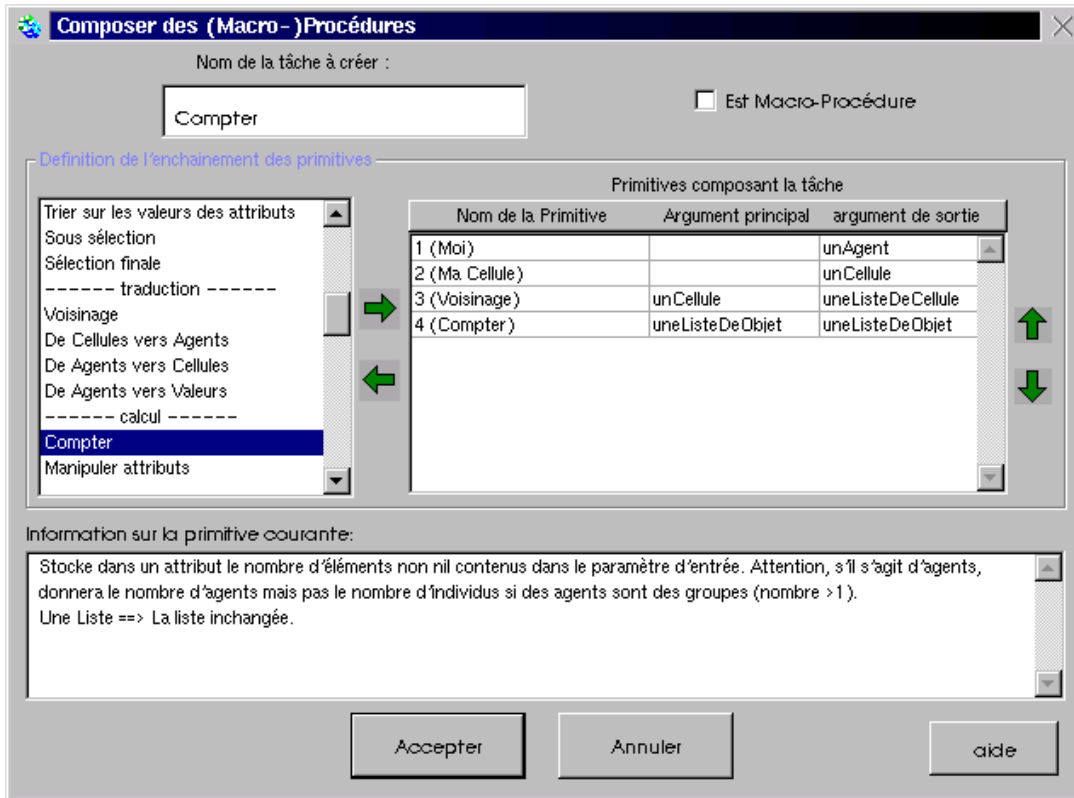 Composer des (Macro-)Procédures
Nom de la tâche à créer :
Compter
Est Macro-Procédure
Definition de l'enchainement des primitives
Trier sur les valeurs des attributs
Sous sélection
Sélection finale
------ traduction ------
Voisinage
De Cellules vers Agents
De Agents vers Cellules
De Agents vers Valeurs
------ calcul ------
Compter
Manipuler attributs
Primitives composant la tâche
Nom de la Primitive Argument principal argument de sortie
1 (Moi) unAgent
2 (Ma Cellule) unCellule
3 (Voisinage) unCellule uneListeDeCellule
4 (Compter) uneListeDeObjet uneListeDeObjet
Information sur la primitive courante:
Stocke dans un attribut le nombre d'éléments non nil contenus dans le paramètre d'entrée. Attention, s'il s'agit d'agents,
donnera le nombre d'agents mais pas le nombre d'individus si des agents sont des groupes (nombre >1).
Une Liste ==> La liste inchangée.
Accepter
Annuler
aide